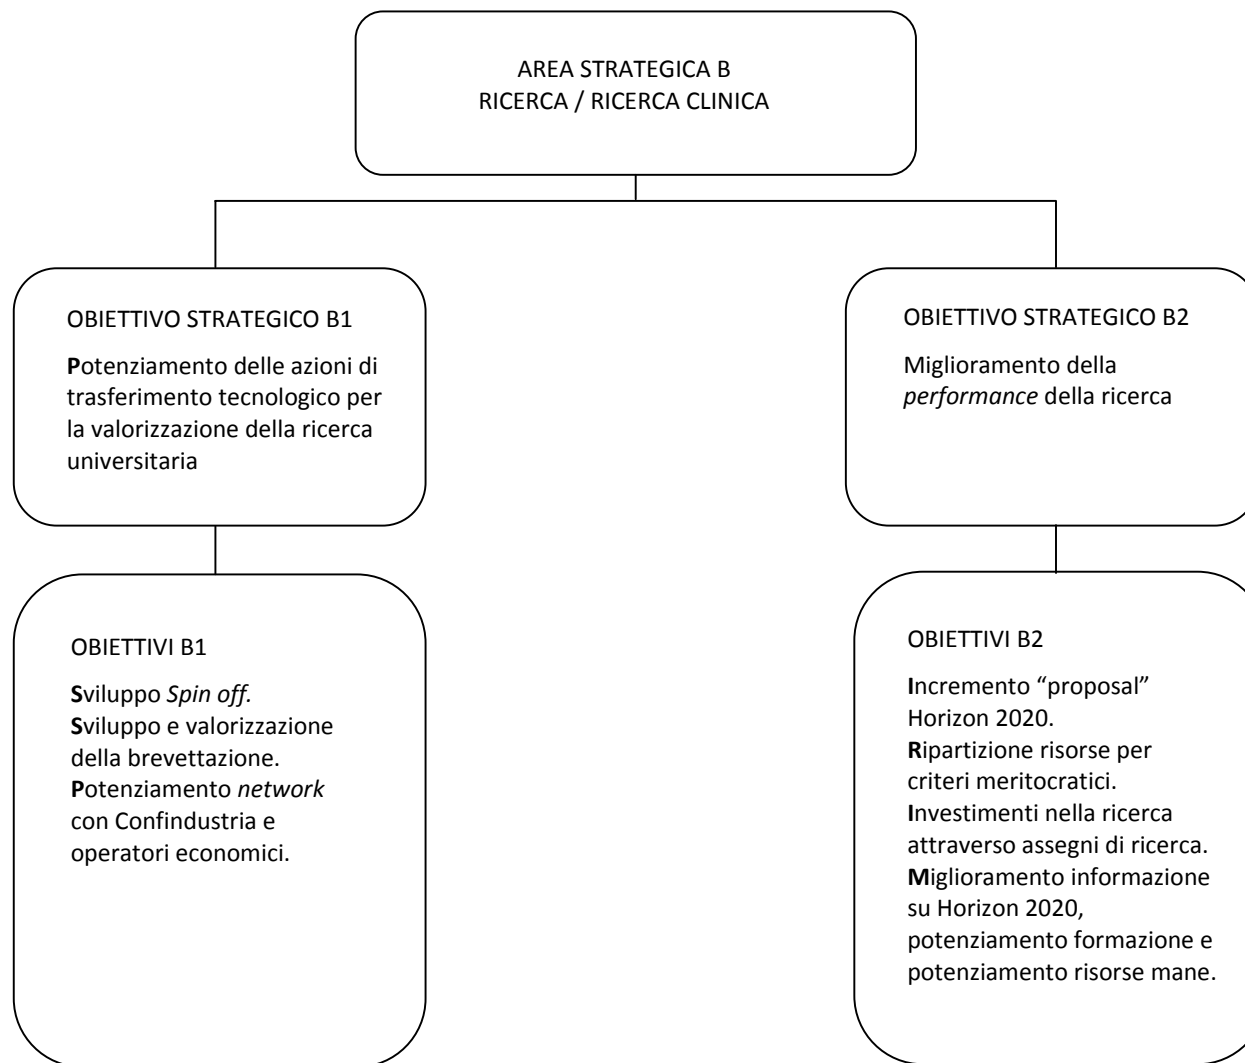 AREA STRATEGICA B
RICERCA / RICERCA CLINICA
OBIETTIVO STRATEGICO B1
Potenziamento delle azioni di
trasferimento tecnologico per
la valorizzazione della ricerca
universitaria
OBIETTIVO STRATEGICO B2
Miglioramento della
performance della ricerca
OBIETTIVI B1
Sviluppo Spin off.
Sviluppo e valorizzazione
della brevettazione.
Potenziamento network
con Confindustria e
operatori economici.
OBIETTIVI B2
Incremento “proposal”
Horizon 2020.
Ripartizione risorse per
criteri meritocratici.
Investimenti nella ricerca
attraverso assegni di ricerca.
Miglioramento informazione
su Horizon 2020,
potenziamento formazione e
potenziamento risorse mane.